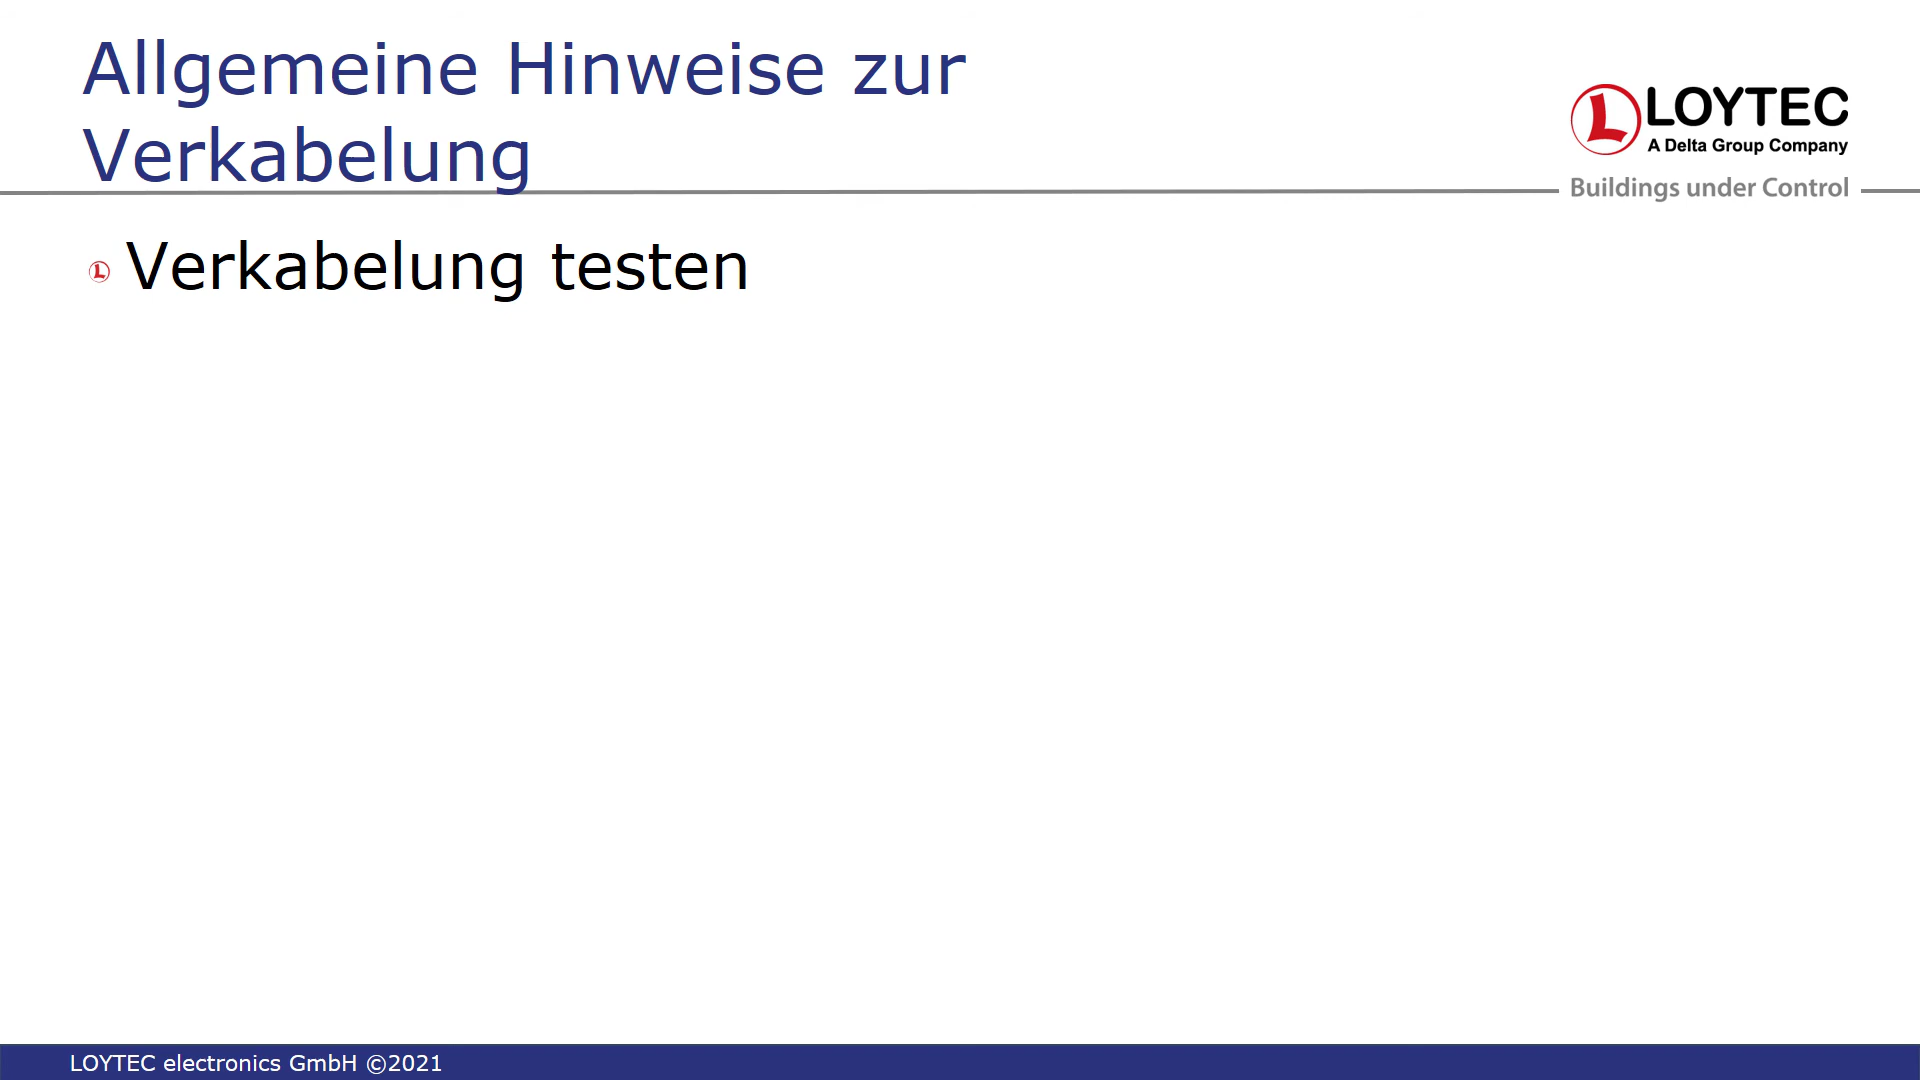 Allgemeine Hinweise zur
Verkabelung
LOYTEC
A Delta Group Company
Buildings under Control
Verkabelung testen
LOYTEC electronics GmbH ©2021